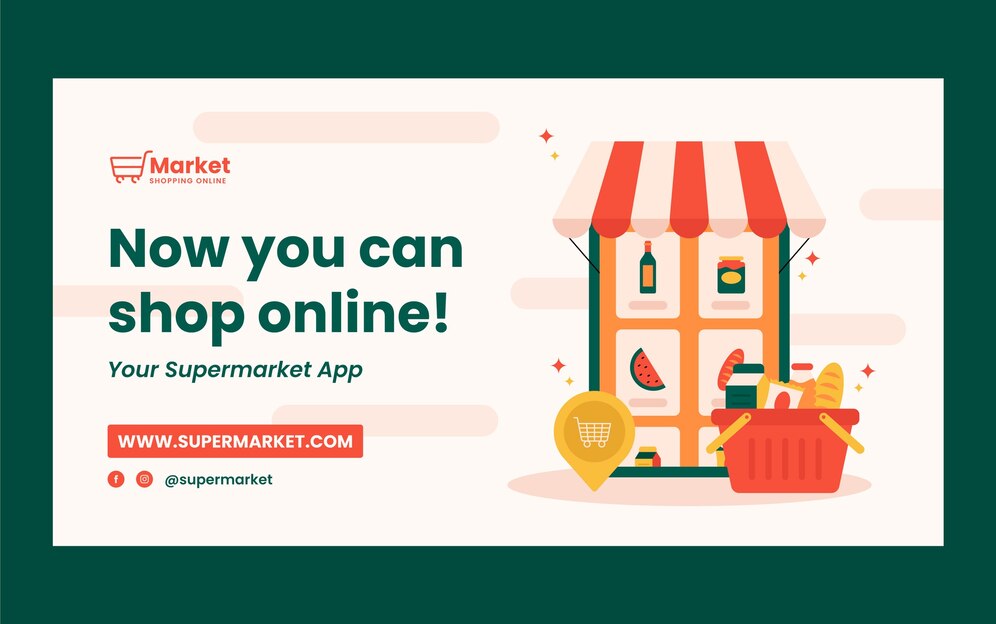 Market
SHOPPING ONLINE
Now you can
shop online!
Your Supermarket App
WWW.SUPERMARKET.COM
@supermarket